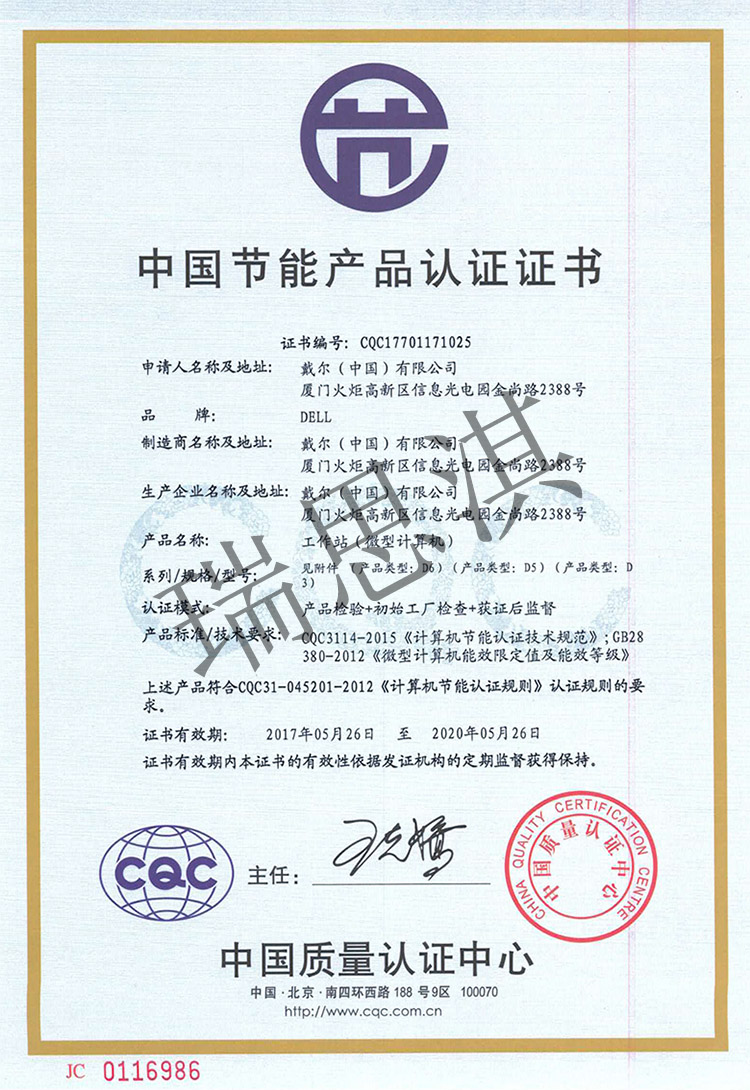 中国节能产品认证证书
证书编号: CQC17701171025
申请人名称及地址: 戴尔（中国）有限公司
厦门火炬高新区信息光电园金尚路2388号
品 牌: DELL
制造商名称及地址: 戴尔（中国）有限公司
厦门火炬高新区信息光电园金尚路2388号
生产企业名称及地址: 戴尔（中国）有限公司
厦门火炬高新区信息光电园金尚路2388号
产品名称: 工作站（微型计算机）
系列/规格/型号: 见附件 （产品类型: D6）（产品类型: D5）（产品类型: D
3）
认证模式: 产品检验+初始工厂检查+获证后监督
产品标准/技术要求: CQC3114-2015《计算机节能认证技术规范》; GB28
380-2012《微型计算机能效限定值及能效等级》
上述产品符合CQC31-045201-2012《计算机节能认证规则》认证规则的要
求。
证书有效期: 2017年05月26日 至 2020年05月26日
证书有效期内本证书的有效性依据发证机构的定期监督获得保持。
瑞思淇
CQC
主任:
CHINA QUALITY CERTIFICATION CENTRE
中国质量认证中心
中国质量认证中心
中国·北京·南四环西路 188 号9区 100070
http://www.cqc.com.cn
JC 0116986